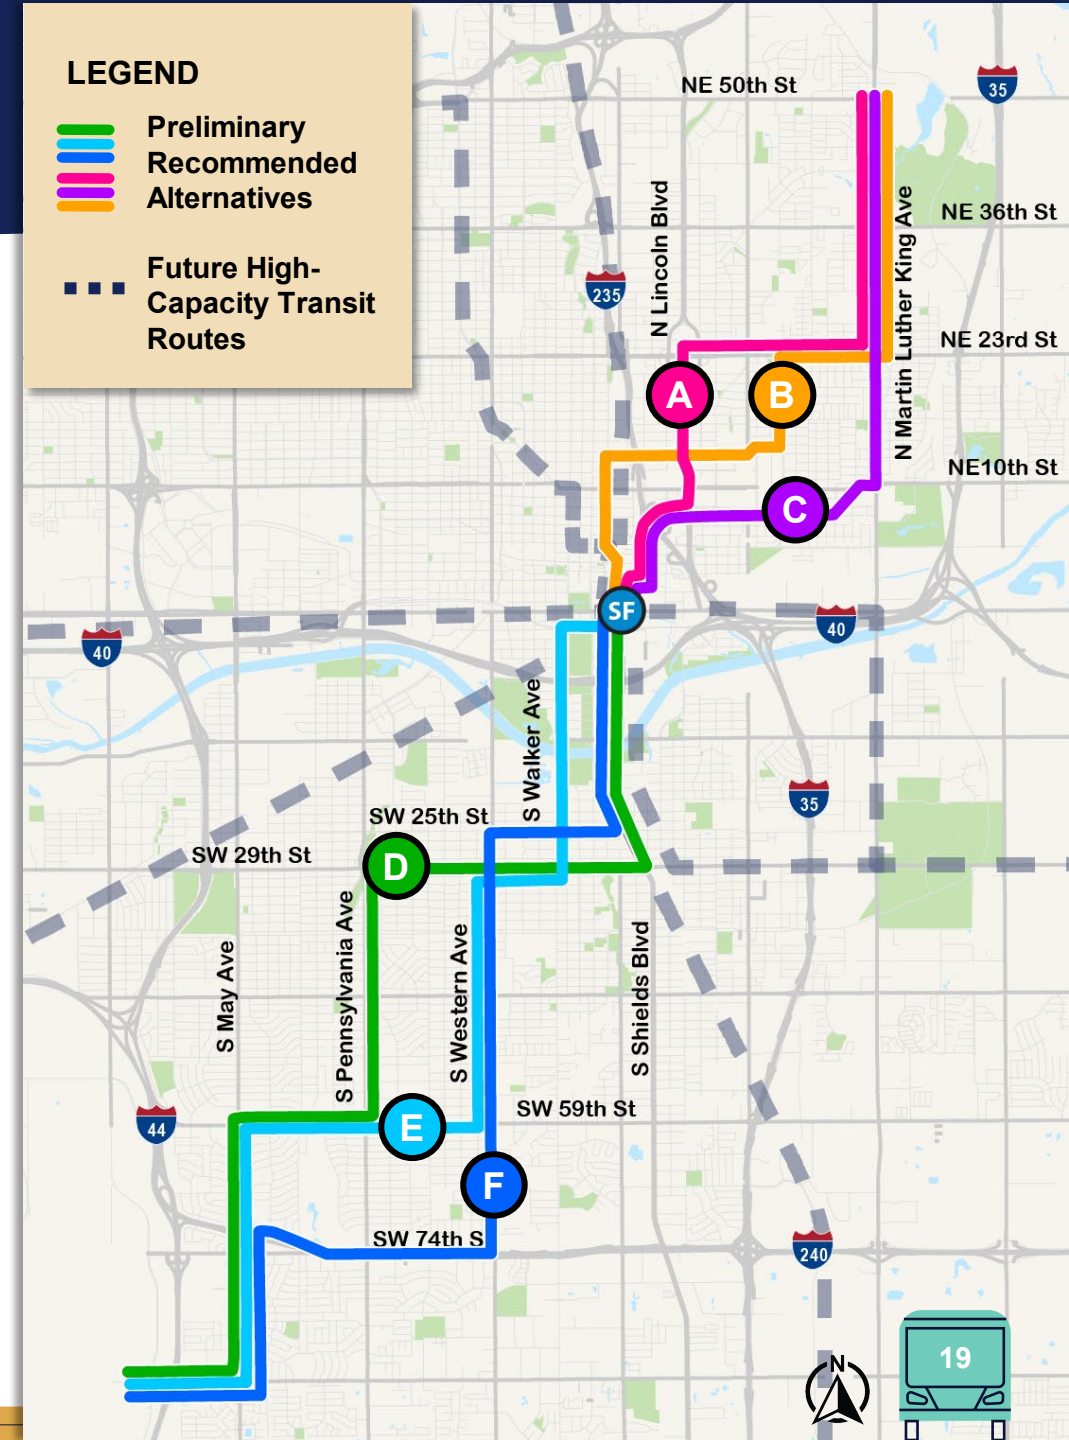 LEGEND
Preliminary
Recommended
Alternatives
Future High-
Capacity Transit
Routes
NE 50th St
35
N Lincoln Blvd
N Martin Luther King Ave
NE 36th St
235
NE 23rd St
A
B
NE10th St
C
SF
40
40
S Walker Ave
35
SW 25th St
SW 29th St
D
S Pennsylvania Ave
S May Ave
S Western Ave
S Shields Blvd
44
E
SW 59th St
F
SW 74th S
240
N
19